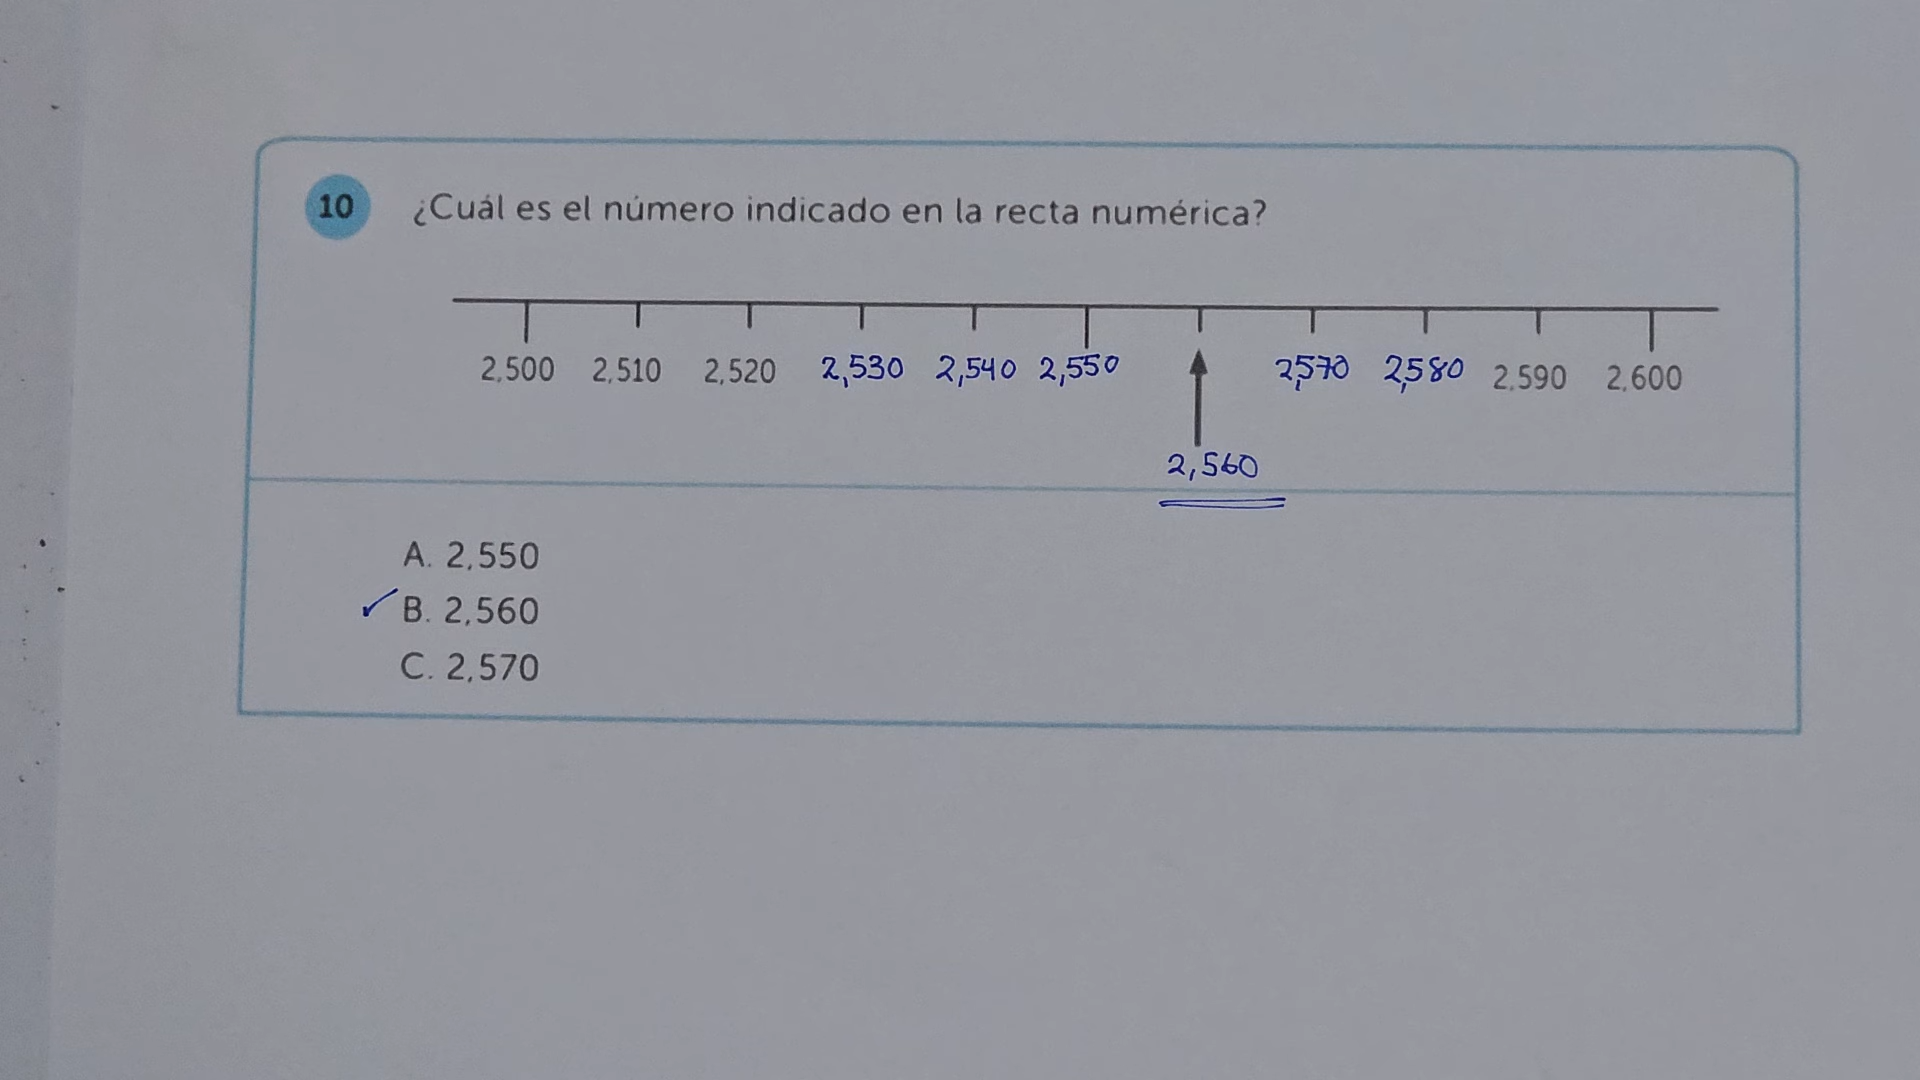 10 ¿Cuál es el número indicado en la recta numérica?
2,500 2,510 2,520 2,530 2,540 2,550 2,570 2,580 2,590 2,600
2,560
A. 2,550
✓ B. 2,560
C. 2,570